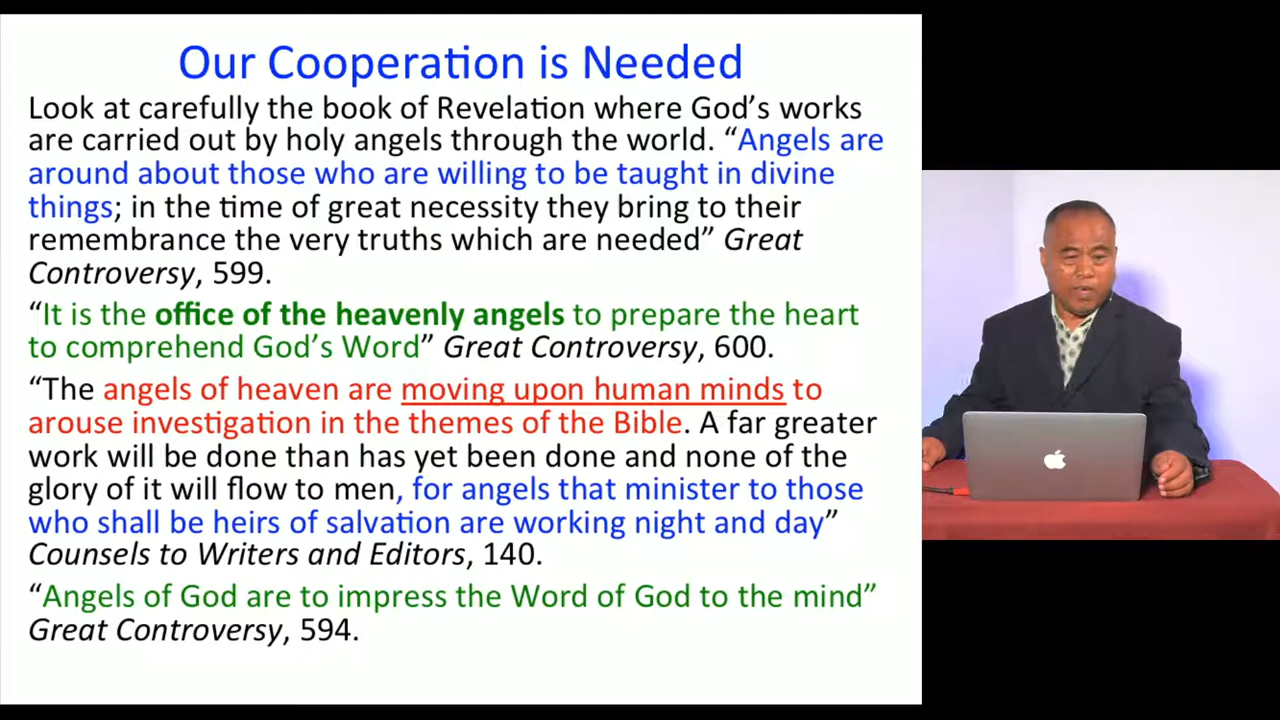 Our Cooperation is Needed
Look at carefully the book of Revelation where God's works
are carried out by holy angels through the world. “Angels are
around about those who are willing to be taught in divine
things; in the time of great necessity they bring to their
remembrance the very truths which are needed” Great
Controversy, 599.
“It is the office of the heavenly angels to prepare the heart
to comprehend God's Word” Great Controversy, 600.
“The angels of heaven are moving upon human minds to
arouse investigation in the themes of the Bible. A far greater
work will be done than has yet been done and none of the
glory of it will flow to men, for angels that minister to those
who shall be heirs of salvation are working night and day”
Counsels to Writers and Editors, 140.
“Angels of God are to impress the Word of God to the mind”
Great Controversy, 594.